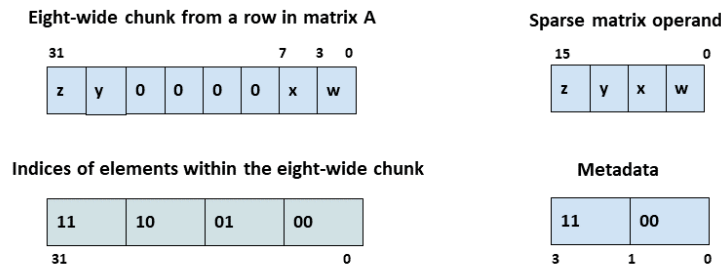 Eight-wide chunk from a row in matrix A
31 7 3 0
z y 0 0 0 0 x w
Sparse matrix operand
15 0
z y x w
Indices of elements within the eight-wide chunk
11 10 01 00
31 0
Metadata
11 00
3 1 0